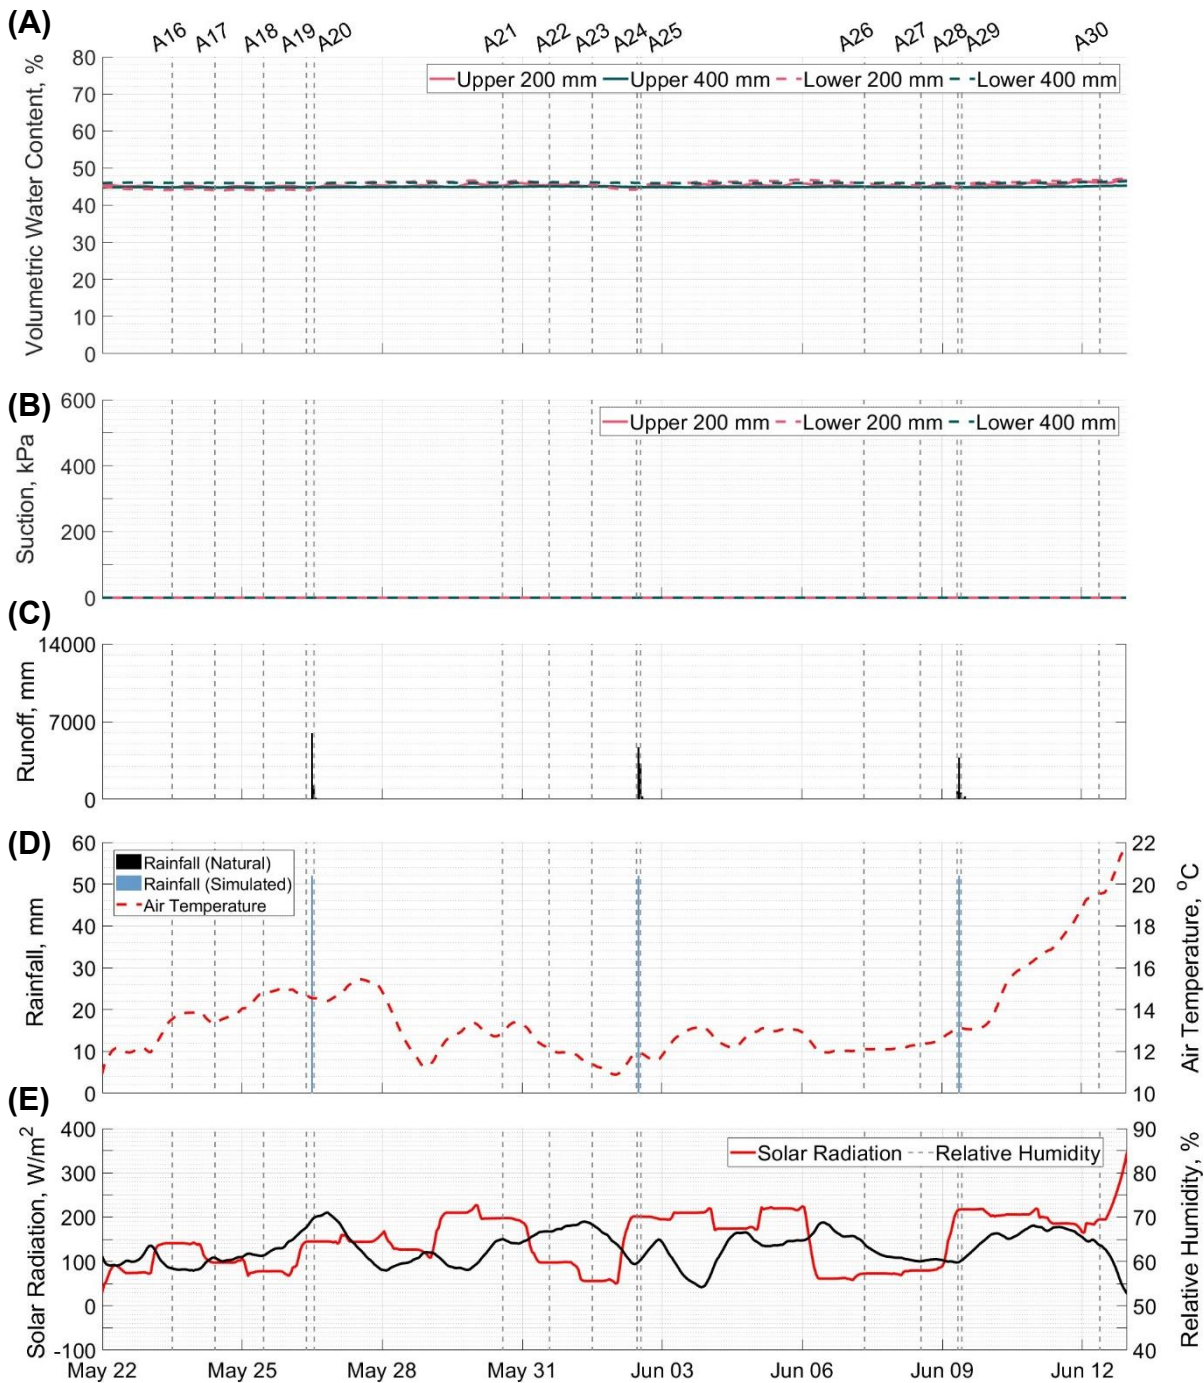 (A)
A16 A17 A18 A19 A20 A21 A22 A23 A24 A25 A26 A27 A28 A29 A30
Volumetric Water Content, %
80
70
60
50
40
30
20
10
0
Upper 200 mm Upper 400 mm Lower 200 mm Lower 400 mm
(B)
Suction, kPa
600
400
200
0
Upper 200 mm Lower 200 mm Lower 400 mm
(C)
Runoff, mm
14000
7000
0
(D)
Rainfall, mm
60
50
40
30
20
10
0
Rainfall (Natural)
Rainfall (Simulated)
Air Temperature
22
20
18
16
14
12
10
Air Temperature, °C
(E)
Solar Radiation, W/m²
400
300
200
100
0
-100
Solar Radiation Relative Humidity
90
80
70
60
50
40
Relative Humidity, %
May 22 May 25 May 28 May 31 Jun 03 Jun 06 Jun 09 Jun 12